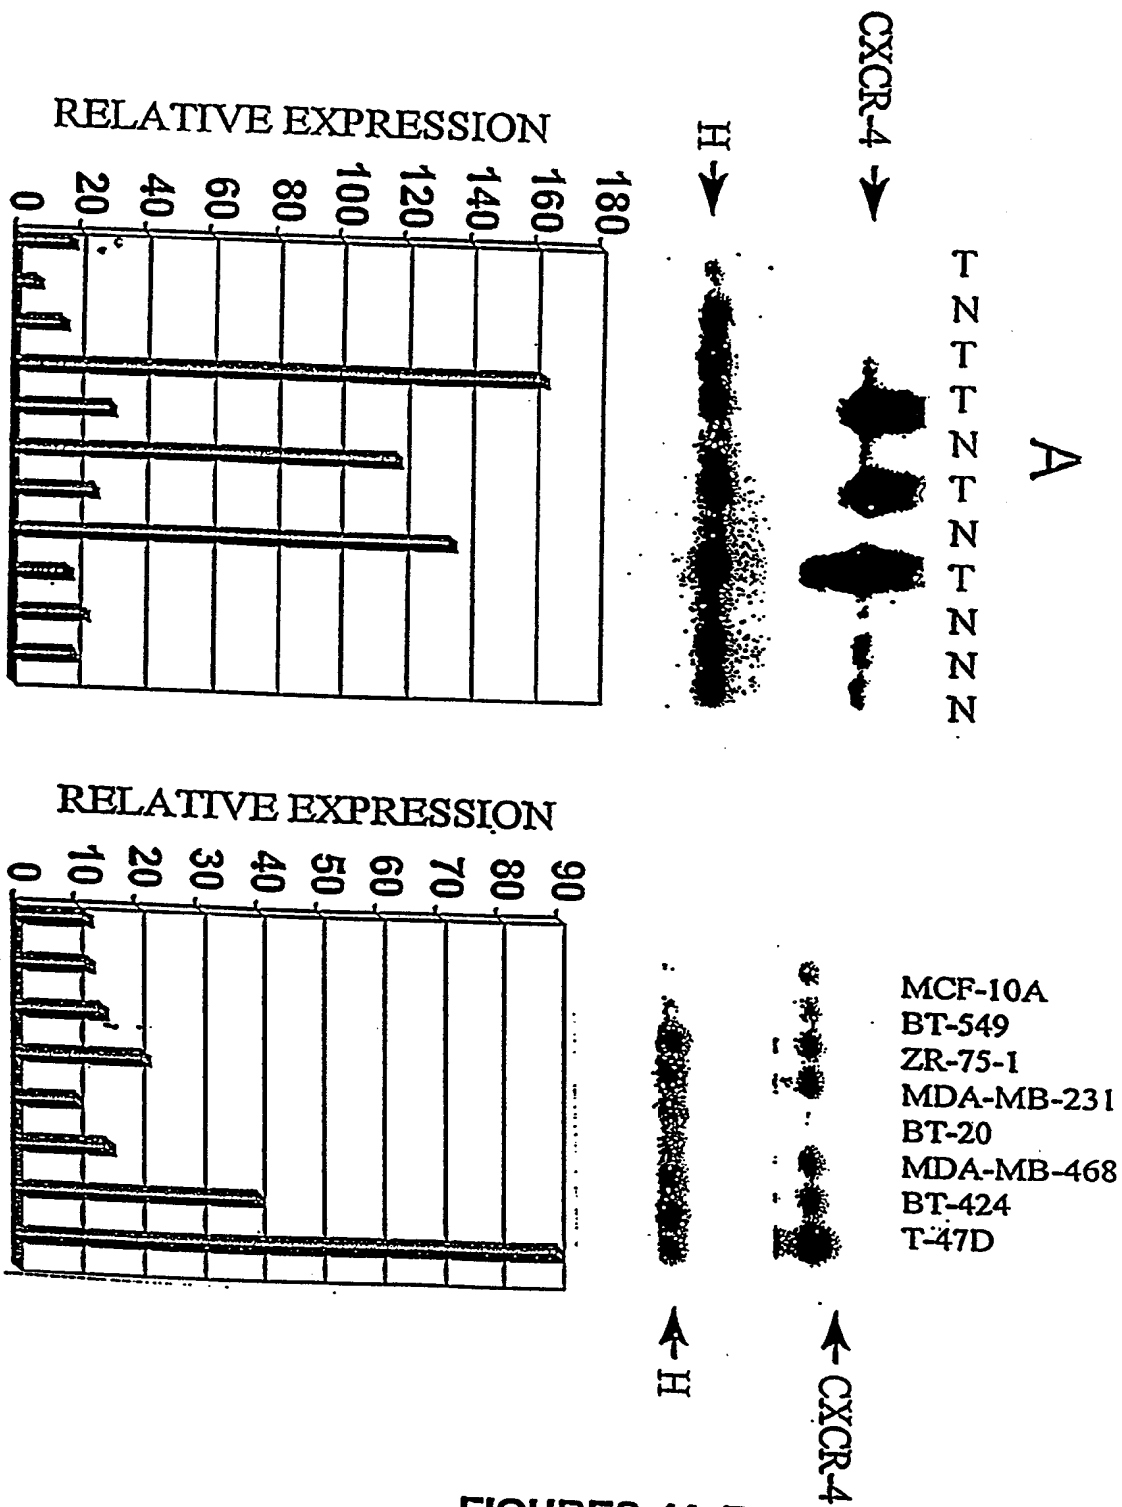 A
T N T T N T N T N N N
CXCR-4
H
RELATIVE EXPRESSION
180
160
140
120
100
80
60
40
20
0
MCF-10A
BT-549
ZR-75-1
MDA-MB-231
BT-20
MDA-MB-468
BT-424
T-47D
CXCR-4
H
RELATIVE EXPRESSION
90
80
70
60
50
40
30
20
10
0